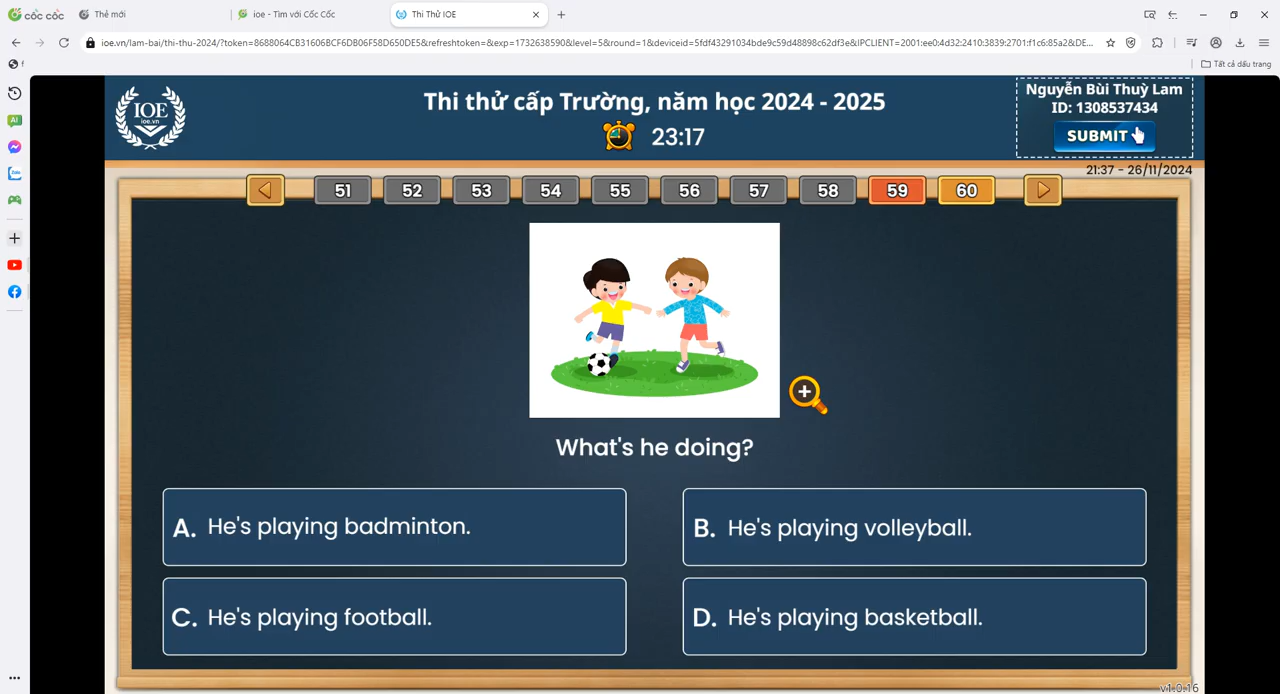 cốc cốc
Thẻ mới
ioe - Tìm với Cốc Cốc
Thi Thử IOE
ioe.vn/lam-bai/thi-thu-2024/?token=8688064CB31606BCF6DB06F58D650DE5&refreshtoken=&exp=1732638590&level=5&round=1&deviceid=5fdf43291034bde9c59d48898c62df3e&IPCLIENT=2001:ee0:4d32:2410:3839:2701:f1c6:85a2&DE...
f
Tất cả dấu trang
IOE
ioe.vn
Thi thử cấp Trường, năm học 2024 - 2025
23:17
Nguyễn Bùi Thuỳ Lam
ID: 1308537434
SUBMIT
21:37 - 26/11/2024
51 52 53 54 55 56 57 58 59 60
What's he doing?
A. He's playing badminton.
B. He's playing volleyball.
C. He's playing football.
D. He's playing basketball.
v1.0.16
AI
Zalo